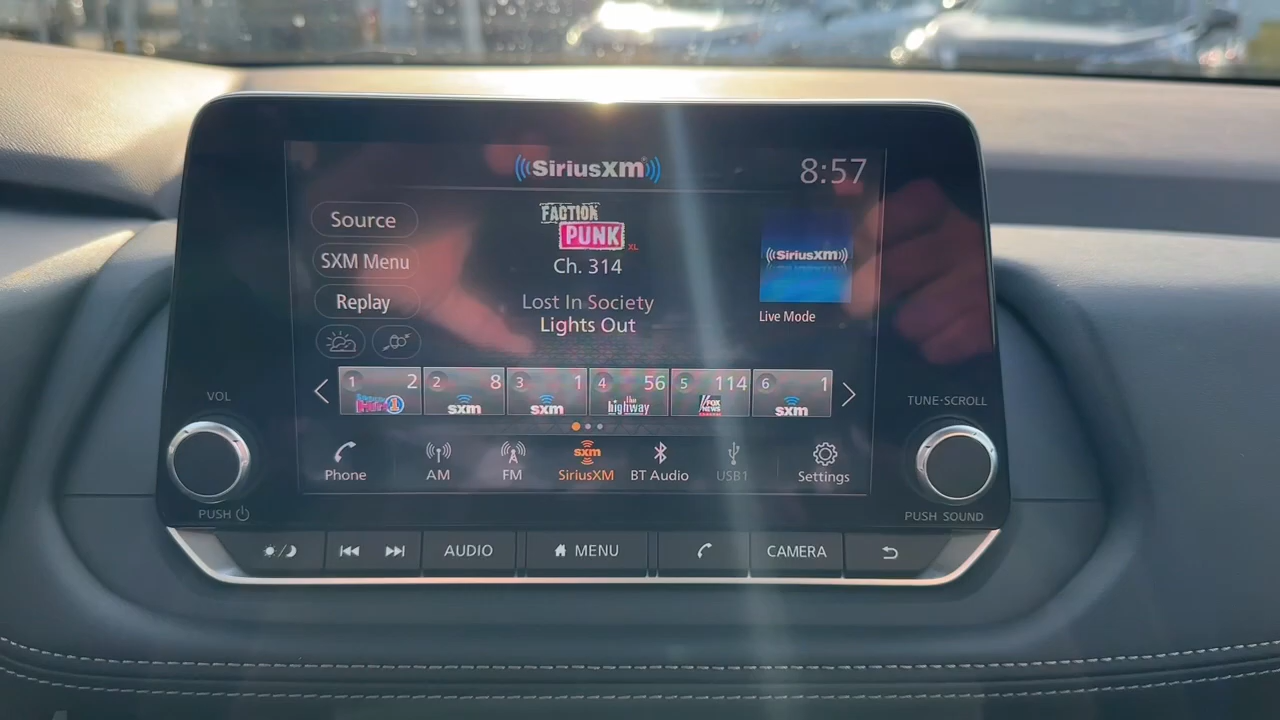 SiriusXM
8:57
Source
SXM Menu
Replay
FACTION
PUNK
XL
Ch. 314
Lost In Society
Lights Out
SiriusXM
Live Mode
1 2
2 8
sxm
3 1
sxm
4 56
the
highway
5 114
FOX
NEWS
6 1
sxm
Phone
AM
FM
sxm
SiriusXM
BT Audio
USB1
Settings
VOL
PUSH
TUNE-SCROLL
PUSH SOUND
AUDIO
MENU
CAMERA